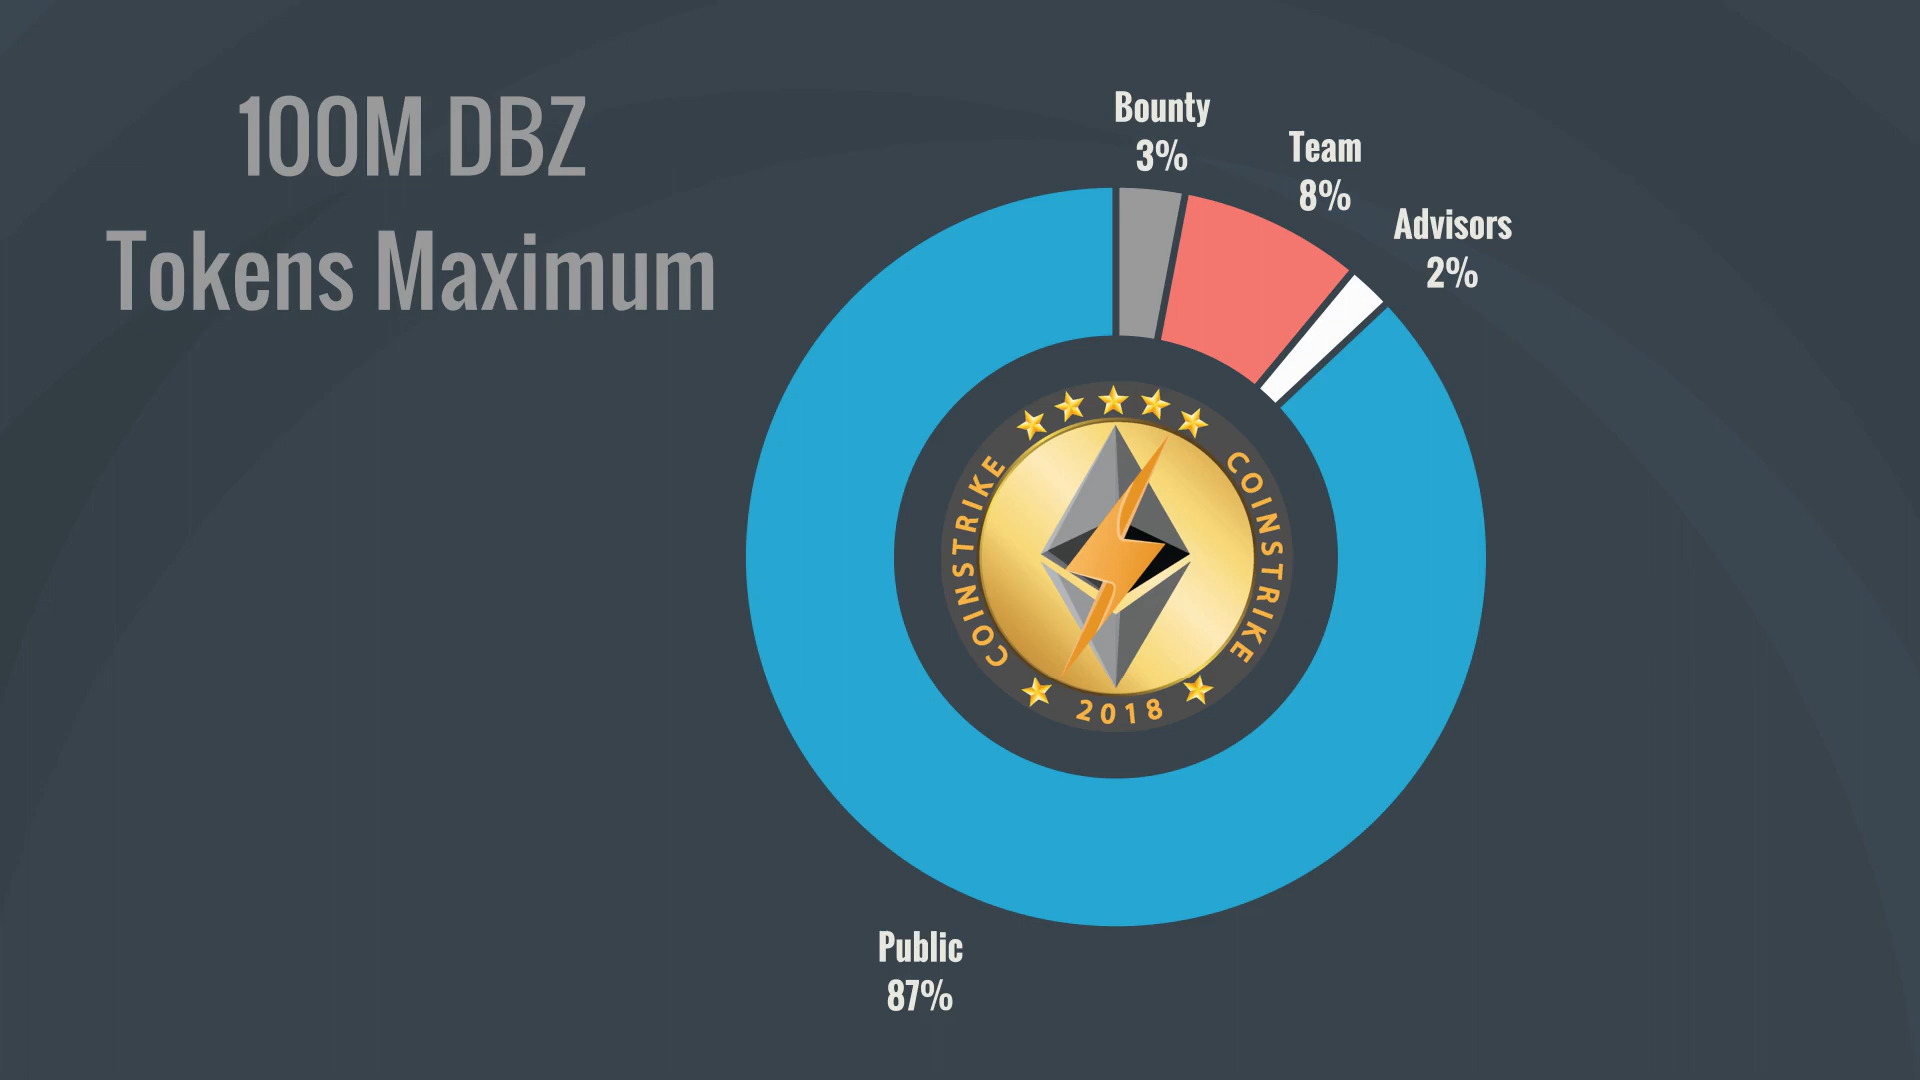 100M DBZ
Tokens Maximum
Bounty
3%
Team
8%
Advisors
2%
COINSTRIKE
COINSTRIKE
2018
Public
87%